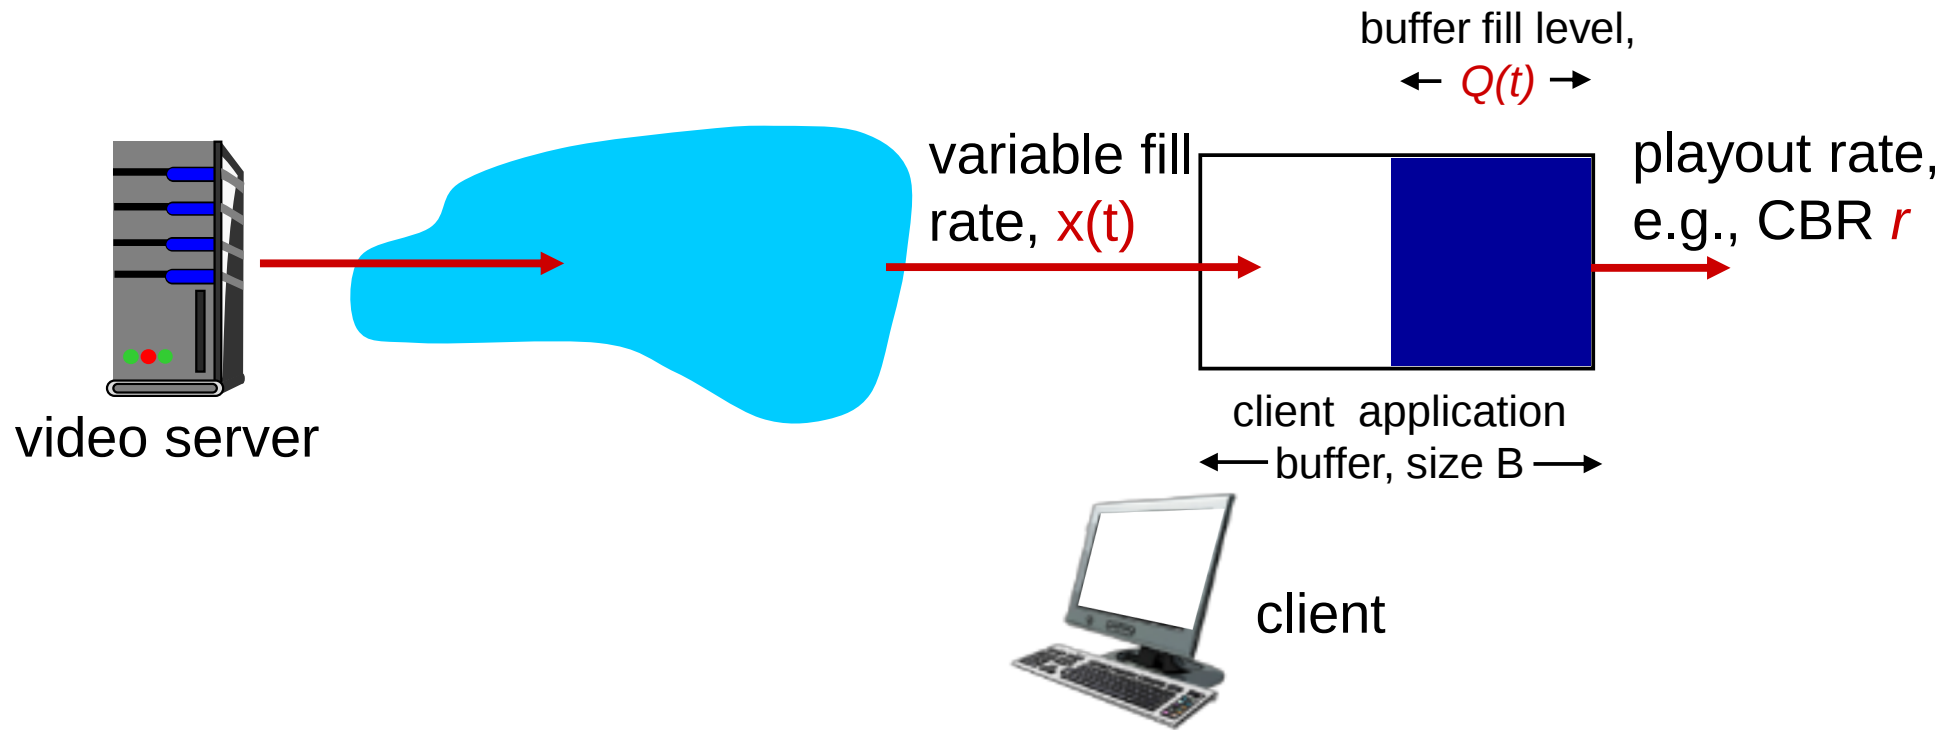 buffer fill level,
Q(t)
variable fill
rate, x(t)
playout rate,
e.g., CBR r
client application
buffer, size B
video server
client